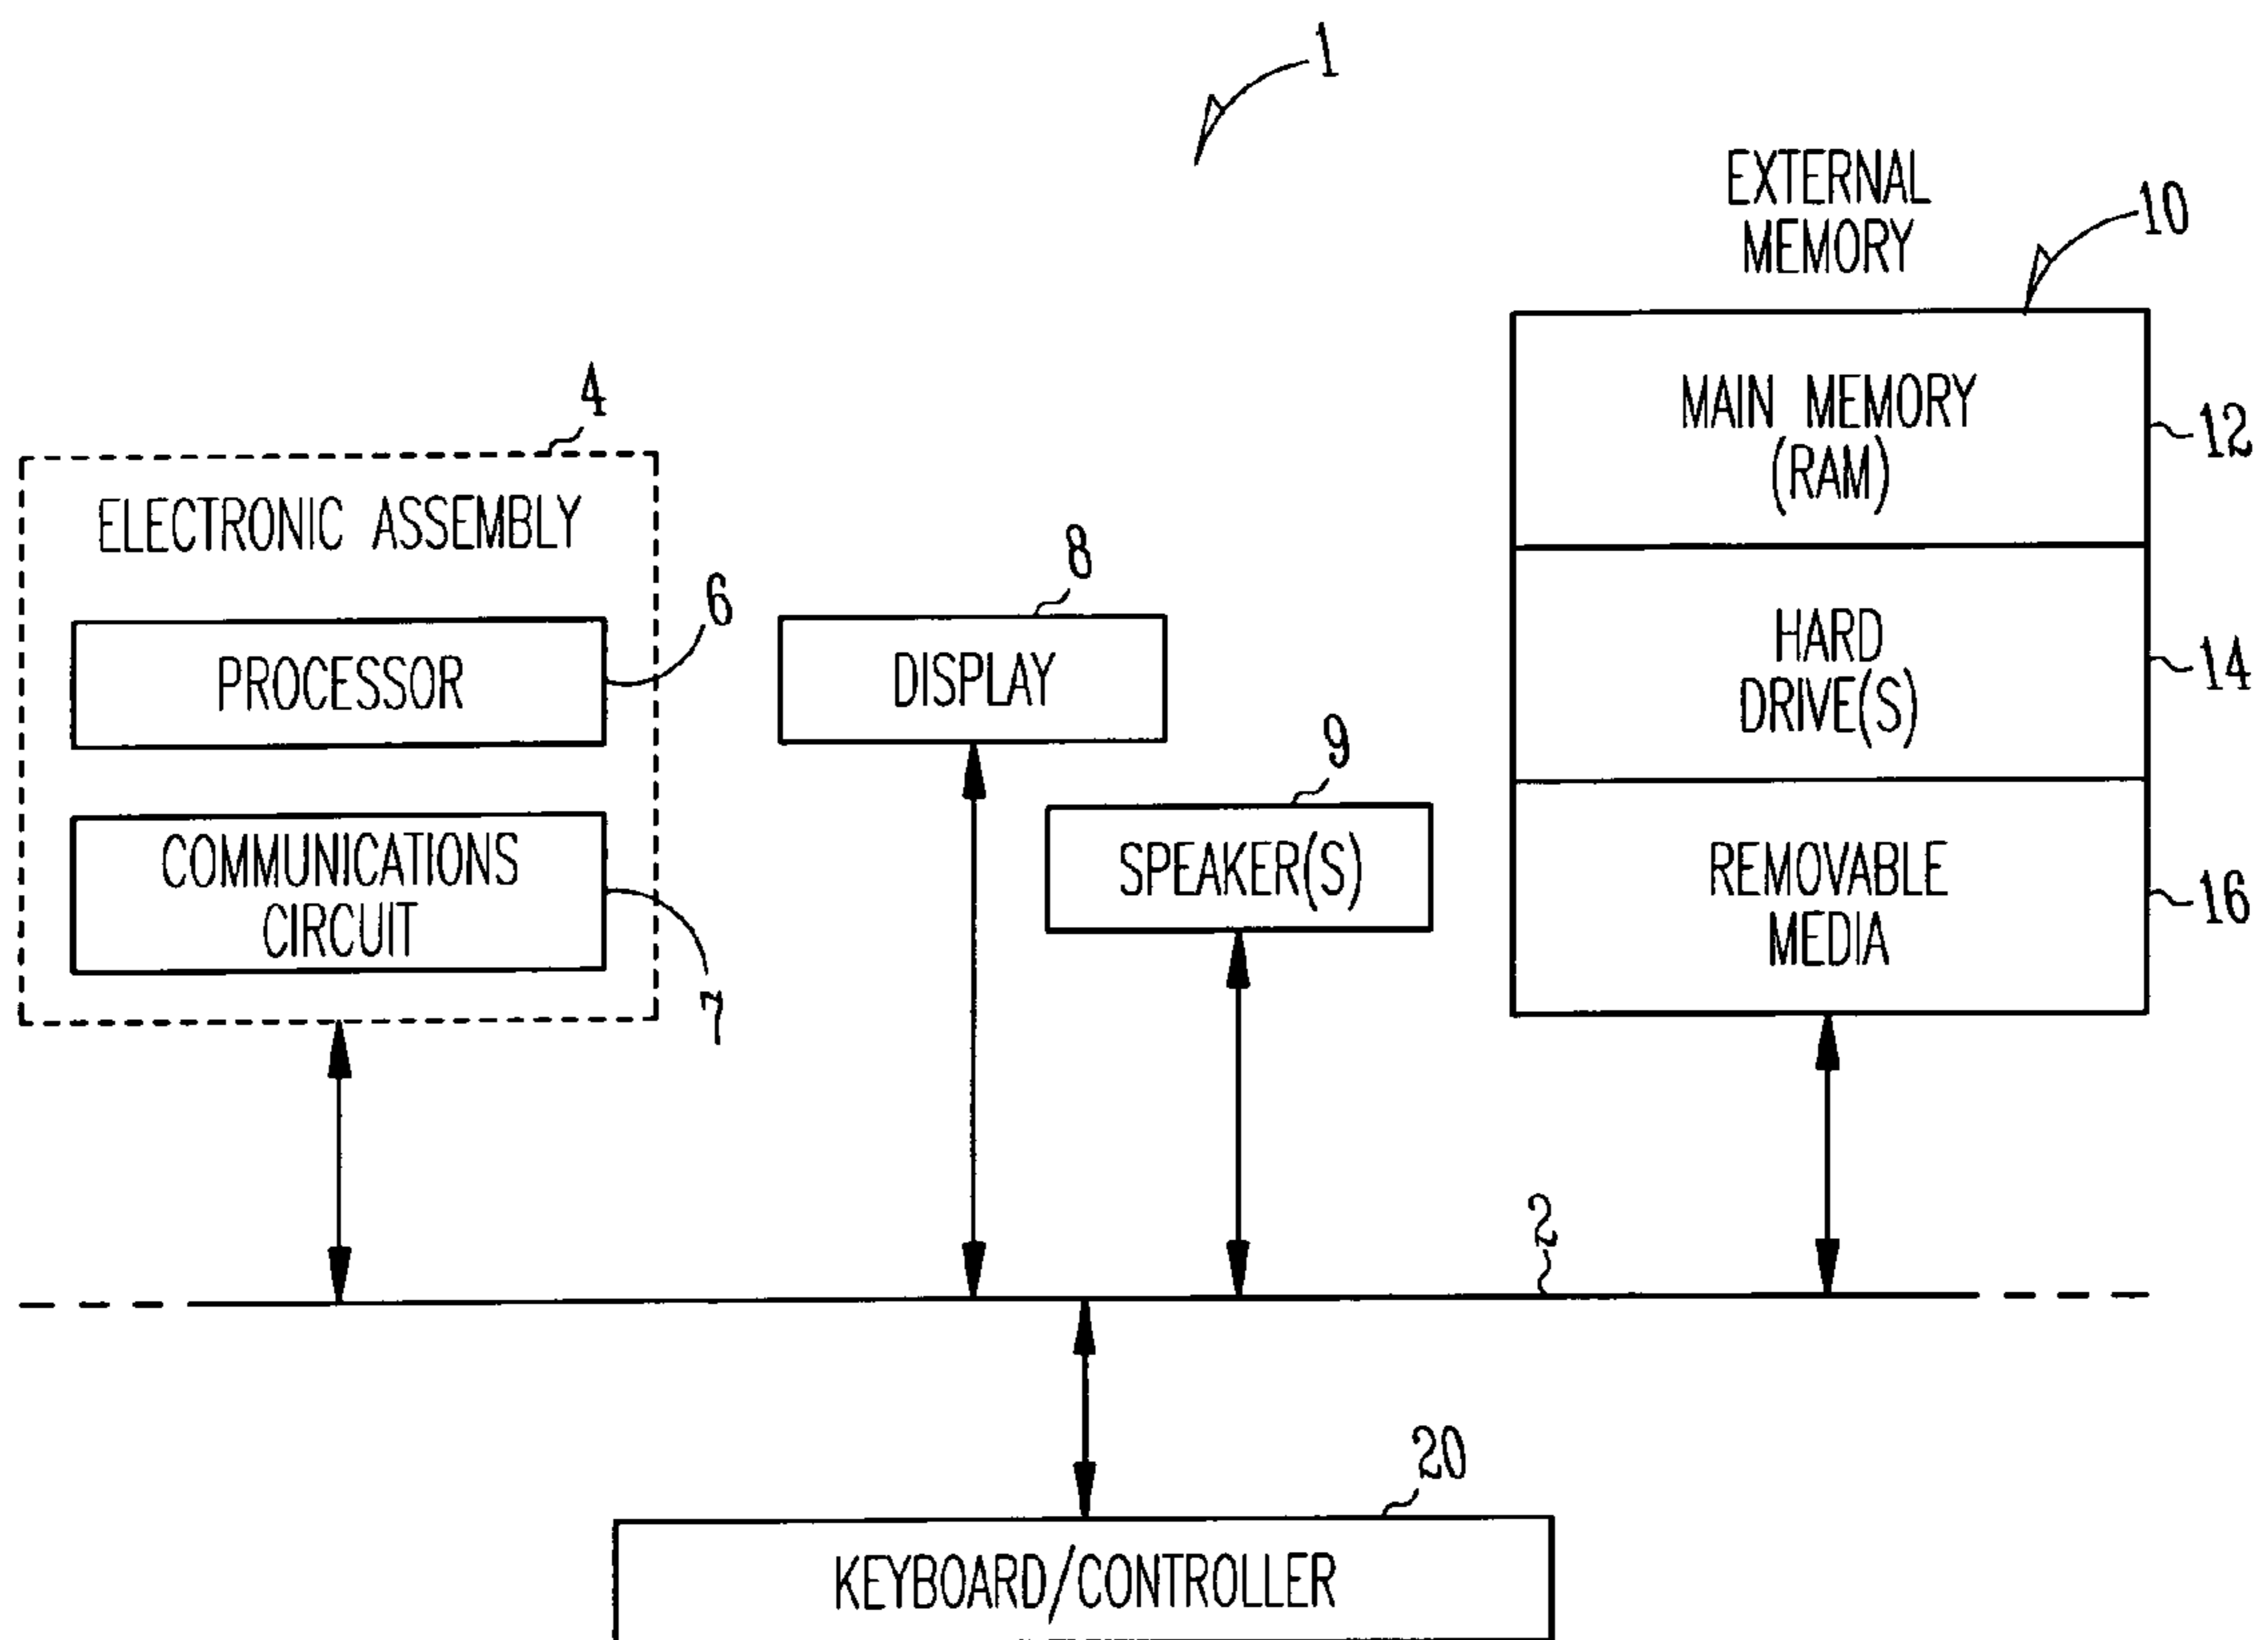 1
EXTERNAL
MEMORY
10
MAIN MEMORY
(RAM)
12
HARD
DRIVE(S)
14
REMOVABLE
MEDIA
16
4
ELECTRONIC ASSEMBLY
PROCESSOR
6
COMMUNICATIONS
CIRCUIT
7
8
DISPLAY
9
SPEAKER(S)
2
20
KEYBOARD/CONTROLLER